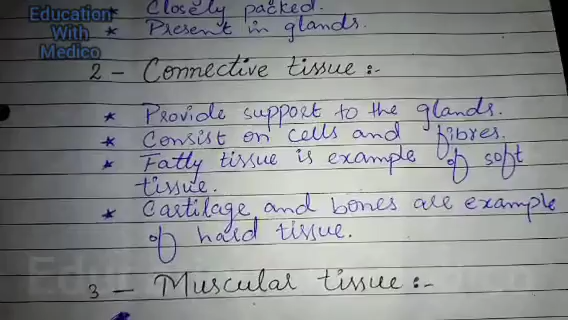 Education
With
Medico
* Closely packed.
* Present in glands.
2 - Connective tissue :-
* Provide support to the glands.
* Consist on cells and fibres.
* Fatty tissue is example of soft
tissue.
* Cartilage and bones are example
of hard tissue.
3 - Muscular tissue :-